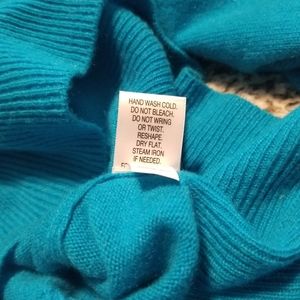 HAND WASH COLD.
DO NOT BLEACH.
DO NOT WRING
OR TWIST.
RESHAPE.
DRY FLAT.
STEAM IRON
IF NEEDED.